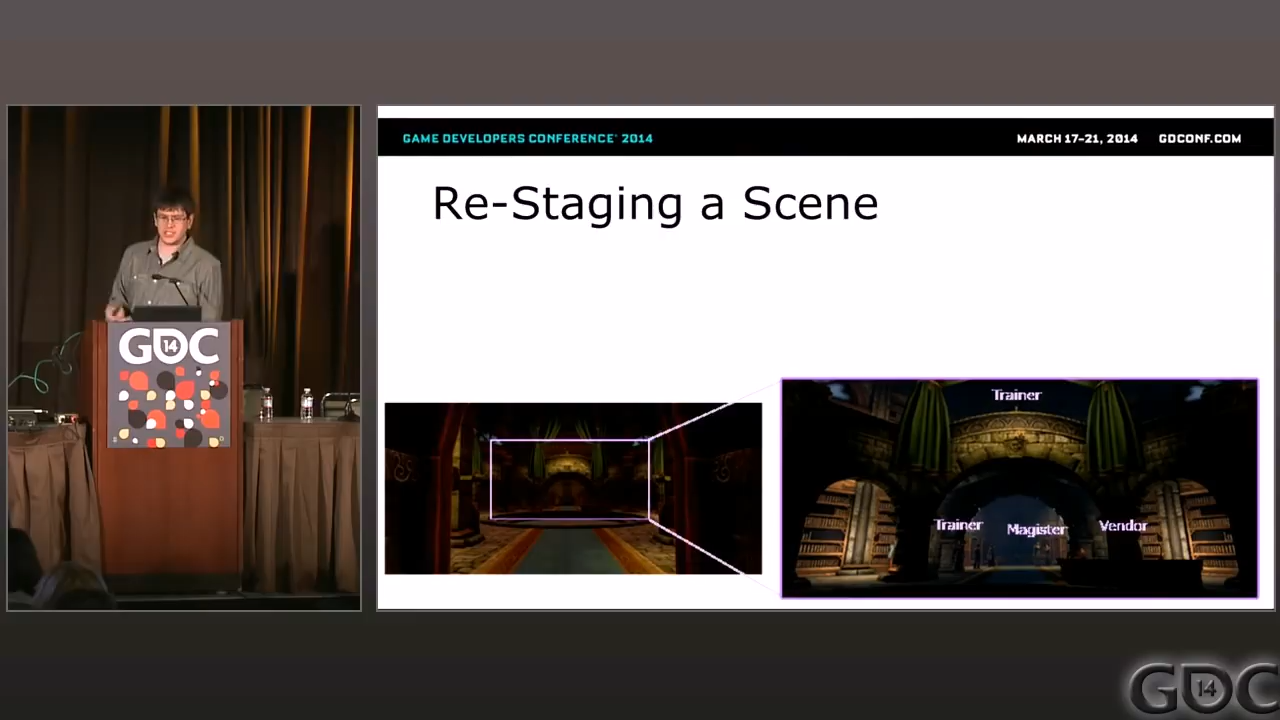 GAME DEVELOPERS CONFERENCE® 2014
MARCH 17-21, 2014 GDCONF.COM
Re-Staging a Scene
Trainer
Trainer Magister Vendor
GDC
14
GDC
14